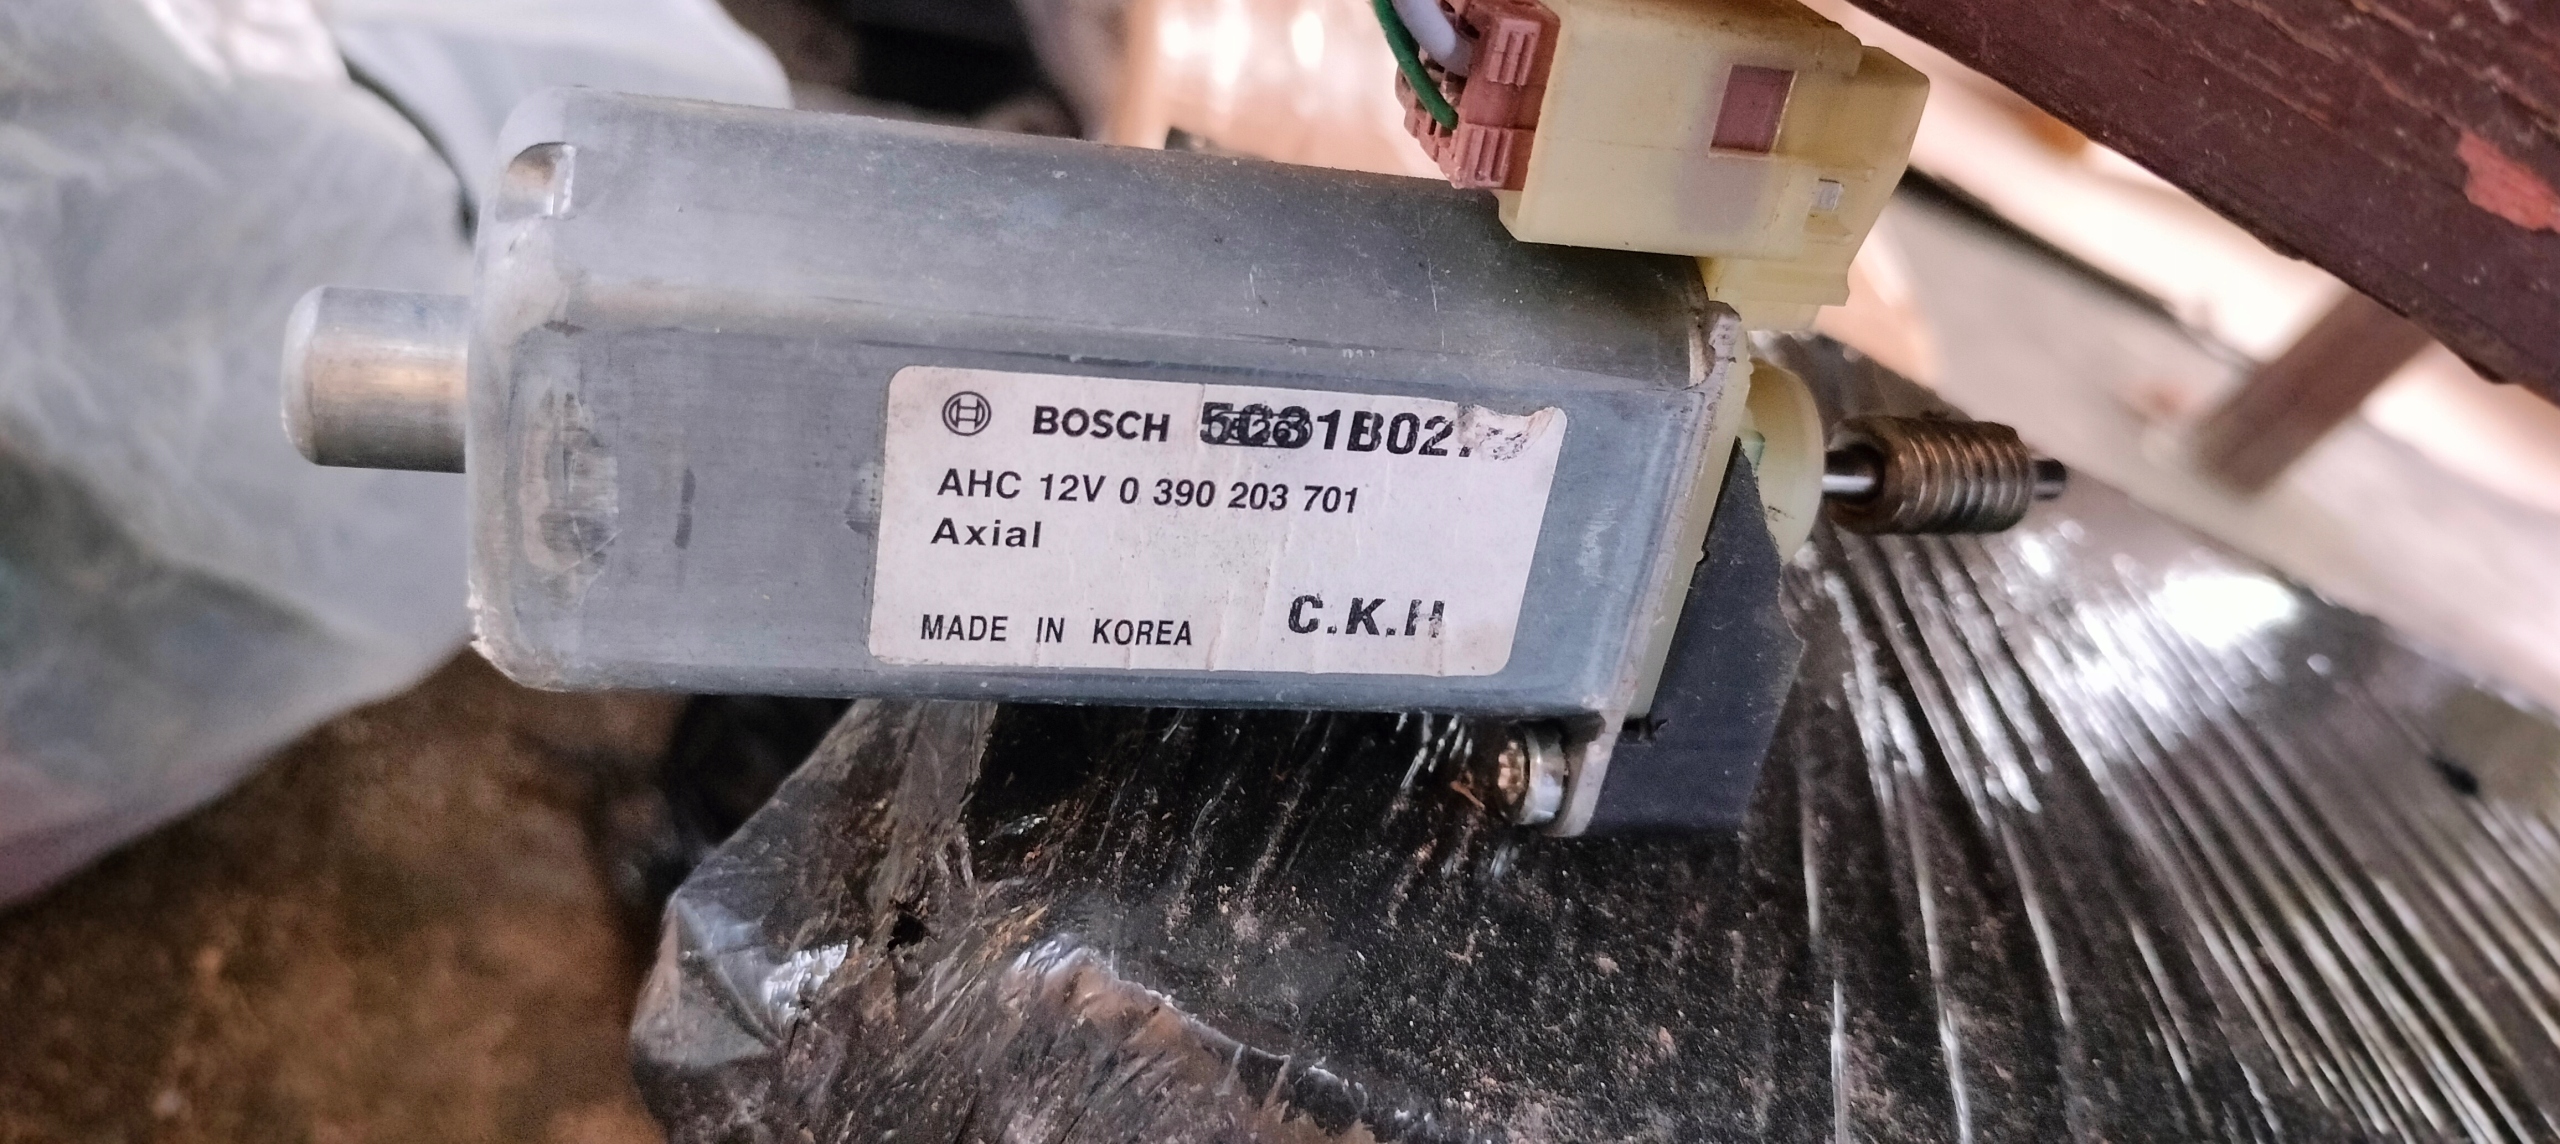 BOSCH
AHC 12V 0 390 203 701
Axial
MADE IN KOREA
C.K.H